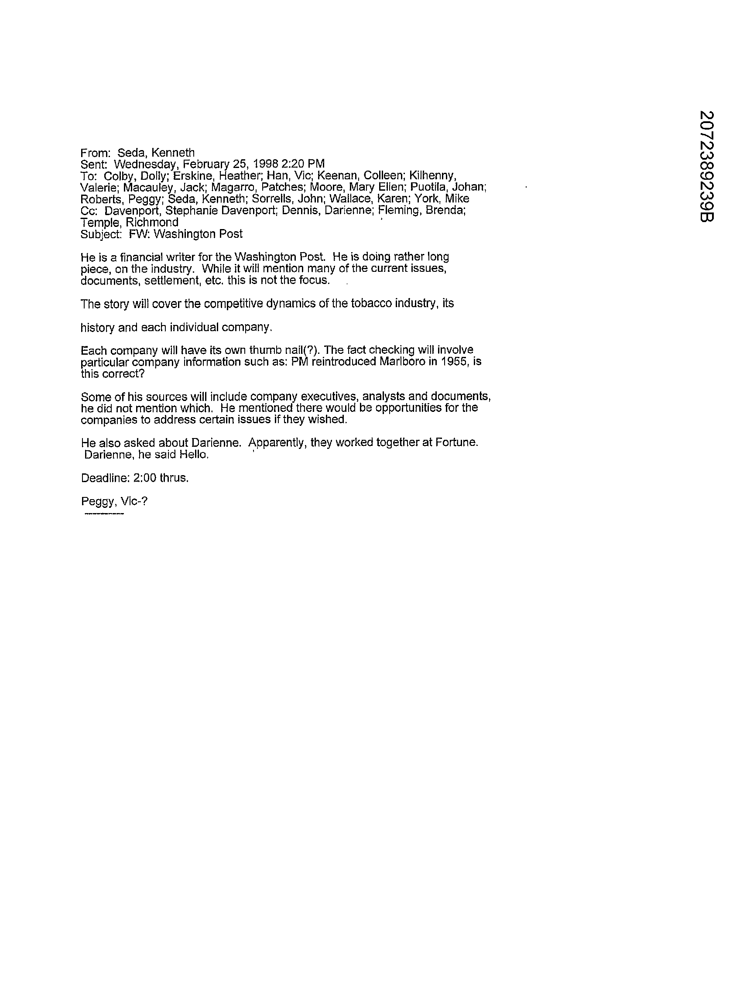 2072389239B
From: Seda, Kenneth
Sent: Wednesday, February 25, 1998 2:20 PM
To: Colby, Dolly; Erskine, Heather; Han, Vic; Keenan, Colleen; Kilhenny,
Valerie; Macauley, Jack; Magarro, Patches; Moore, Mary Ellen; Puotila, Johan;
Roberts, Peggy; Seda, Kenneth; Sorrells, John; Wallace, Karen; York, Mike
Cc: Davenport, Stephanie Davenport; Dennis, Darienne; Fleming, Brenda;
Temple, Richmond
Subject: FW: Washington Post
He is a financial writer for the Washington Post. He is doing rather long
piece, on the industry. While it will mention many of the current issues,
documents, settlement, etc. this is not the focus.
The story will cover the competitive dynamics of the tobacco industry, its
history and each individual company.
Each company will have its own thumb nail(?). The fact checking will involve
particular company information such as: PM reintroduced Marlboro in 1955, is
this correct?
Some of his sources will include company executives, analysts and documents,
he did not mention which. He mentioned there would be opportunities for the
companies to address certain issues if they wished.
He also asked about Darienne. Apparently, they worked together at Fortune.
Darienne, he said Hello.
Deadline: 2:00 thrus.
Peggy, Vic-?
----------